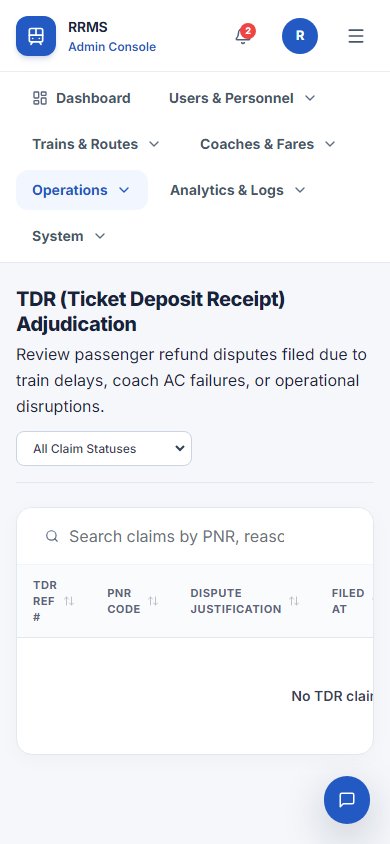 RRMS
Admin Console
2
R
Dashboard
Users & Personnel
Trains & Routes
Coaches & Fares
Operations
Analytics & Logs
System
TDR (Ticket Deposit Receipt)
Adjudication
Review passenger refund disputes filed due to
train delays, coach AC failures, or operational
disruptions.
All Claim Statuses
Search claims by PNR, reasc
TDR
REF
#
PNR
CODE
DISPUTE
JUSTIFICATION
FILED
AT
No TDR clair